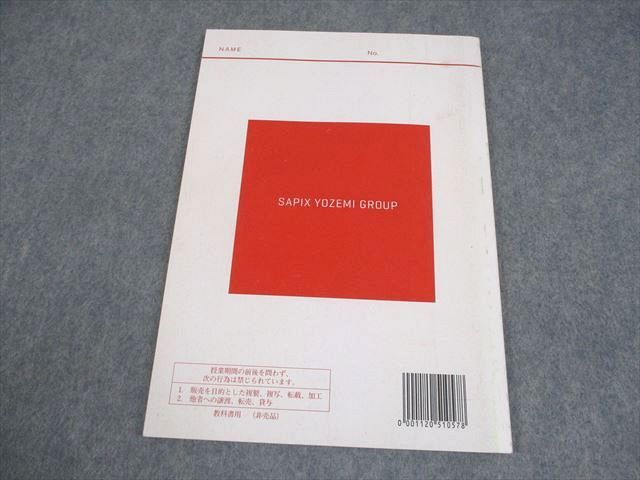 NAME
No.
SAPIX YOZEMI GROUP
授業期間の前後を問わず、
次の行為は禁じられています。
1. 販売を目的とした複製、複写、転載、加工
2. 他者への譲渡、転売、貸与
教科書用 (非売品)
0 001120 510578